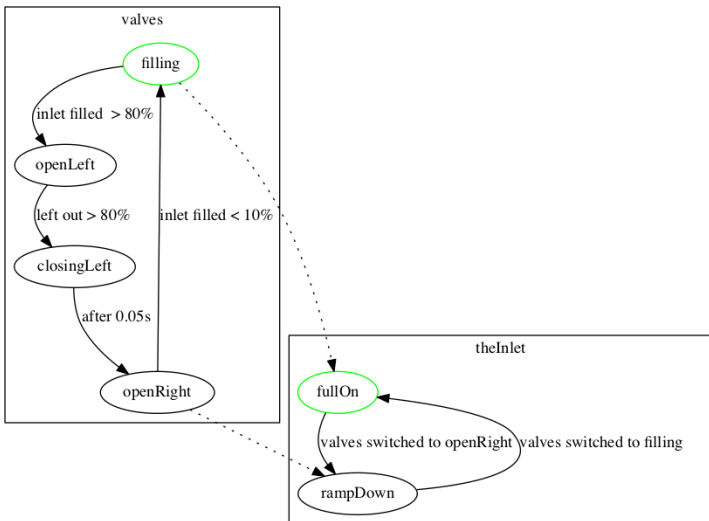 valves
filling
inlet filled  > 80%
openLeft
left out > 80%
inlet filled < 10%
closingLeft
after 0.05s
theInlet
openRight
fullOn
valves switched to openRight
valves switched to filling
rampDown